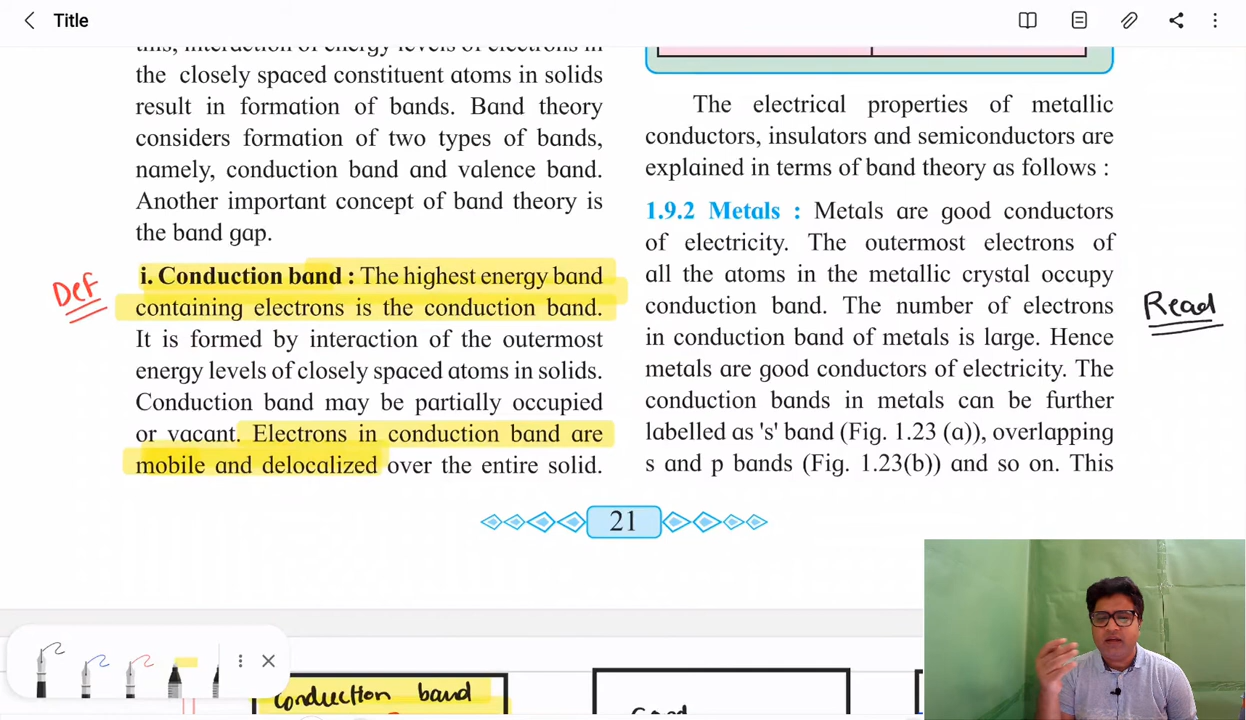 Title
this, interaction of energy levels of electrons in
the closely spaced constituent atoms in solids
result in formation of bands. Band theory
considers formation of two types of bands,
namely, conduction band and valence band.
Another important concept of band theory is
the band gap.
Def
i. Conduction band : The highest energy band
containing electrons is the conduction band.
It is formed by interaction of the outermost
energy levels of closely spaced atoms in solids.
Conduction band may be partially occupied
or vacant. Electrons in conduction band are
mobile and delocalized over the entire solid.
The electrical properties of metallic
conductors, insulators and semiconductors are
explained in terms of band theory as follows :
1.9.2 Metals : Metals are good conductors
of electricity. The outermost electrons of
all the atoms in the metallic crystal occupy
conduction band. The number of electrons
in conduction band of metals is large. Hence
metals are good conductors of electricity. The
conduction bands in metals can be further
labelled as 's' band (Fig. 1.23 (a)), overlapping
s and p bands (Fig. 1.23(b)) and so on. This
Read
21
Conduction band
Good